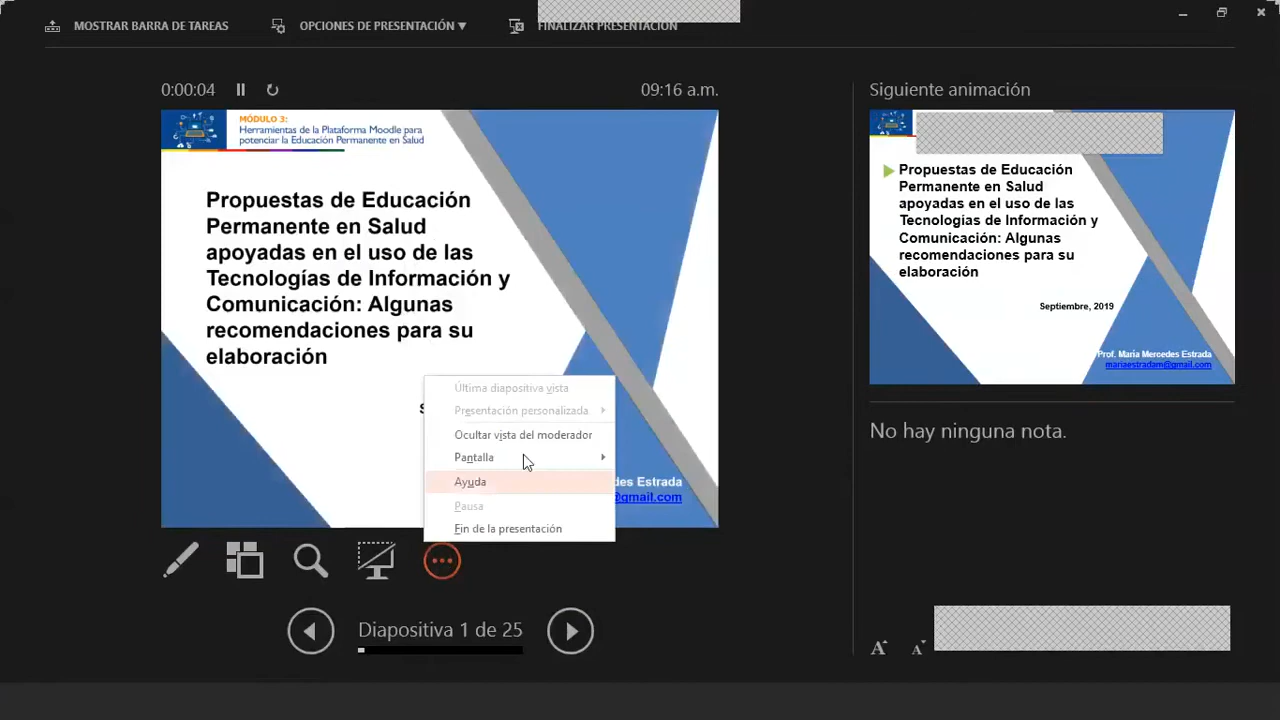 MOSTRAR BARRA DE TAREAS
OPCIONES DE PRESENTACIÓN ▼
FINALIZAR PRESENTACIÓN
0:00:04
09:16 a.m.
MÓDULO 3:
Herramientas de la Plataforma Moodle para
potenciar la Educación Permanente en Salud
Propuestas de Educación
Permanente en Salud
apoyadas en el uso de las
Tecnologías de Información y
Comunicación: Algunas
recomendaciones para su
elaboración
S
des Estrada
@gmail.com
Última diapositiva vista
Presentación personalizada
Ocultar vista del moderador
Pantalla
Ayuda
Pausa
Fin de la presentación
Diapositiva 1 de 25
Siguiente animación
Propuestas de Educación
Permanente en Salud
apoyadas en el uso de las
Tecnologías de Información y
Comunicación: Algunas
recomendaciones para su
elaboración
Septiembre, 2019
Prof. María Mercedes Estrada
mariaestradam@gmail.com
No hay ninguna nota.
A A